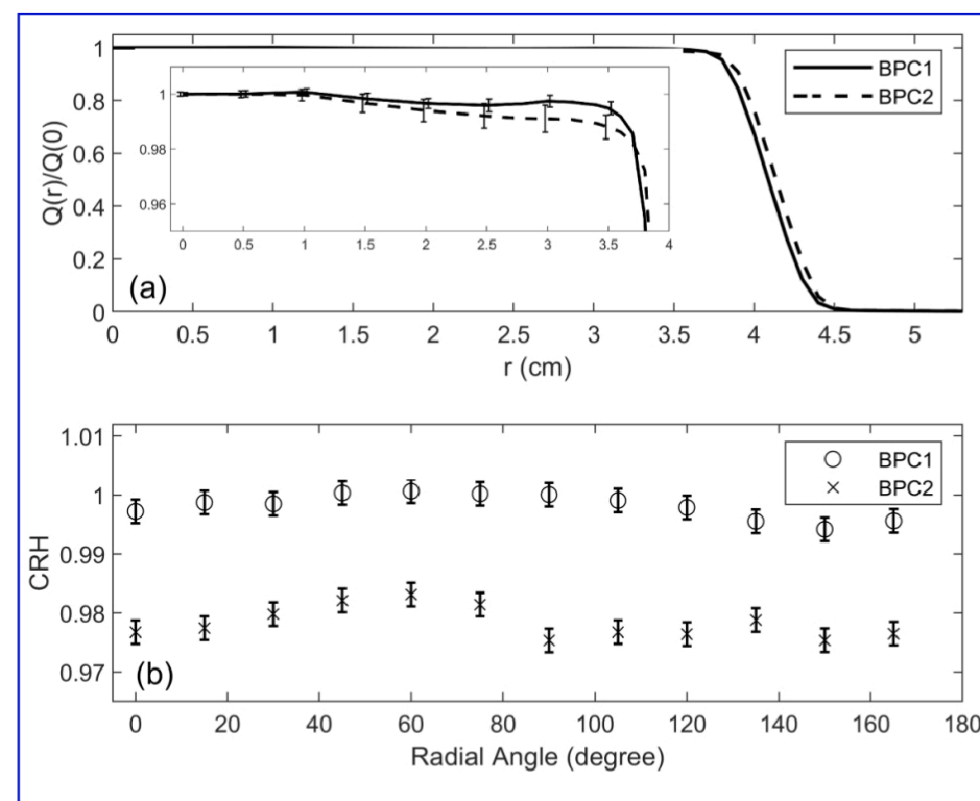 1
0.8
0.6
0.4
0.2
0
Q(r)/Q(0)
BPC1
BPC2
1
0.98
0.96
0 0.5 1 1.5 2 2.5 3 3.5 4
(a)
0 0.5 1 1.5 2 2.5 3 3.5 4 4.5 5
r (cm)
1.01
1
0.99
0.98
0.97
CRH
BPC1
BPC2
(b)
0 20 40 60 80 100 120 140 160 180
Radial Angle (degree)